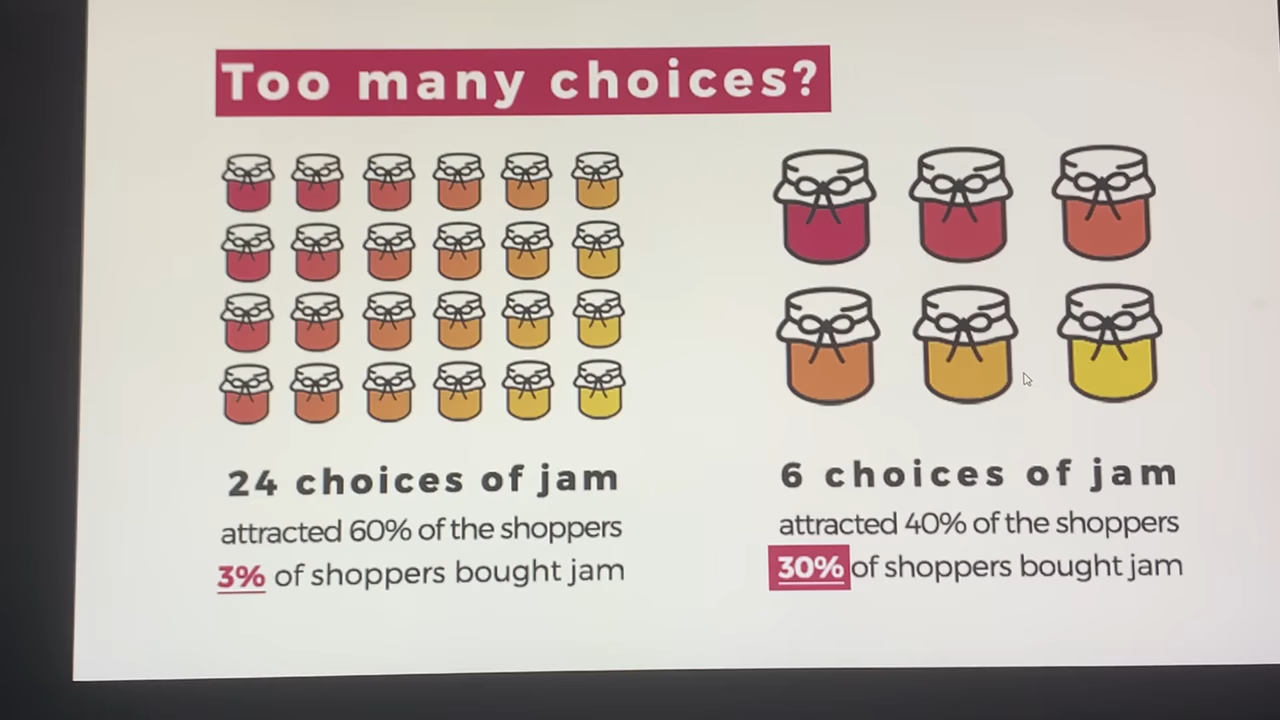 Too many choices?
24 choices of jam
attracted 60% of the shoppers
3% of shoppers bought jam
6 choices of jam
attracted 40% of the shoppers
30% of shoppers bought jam